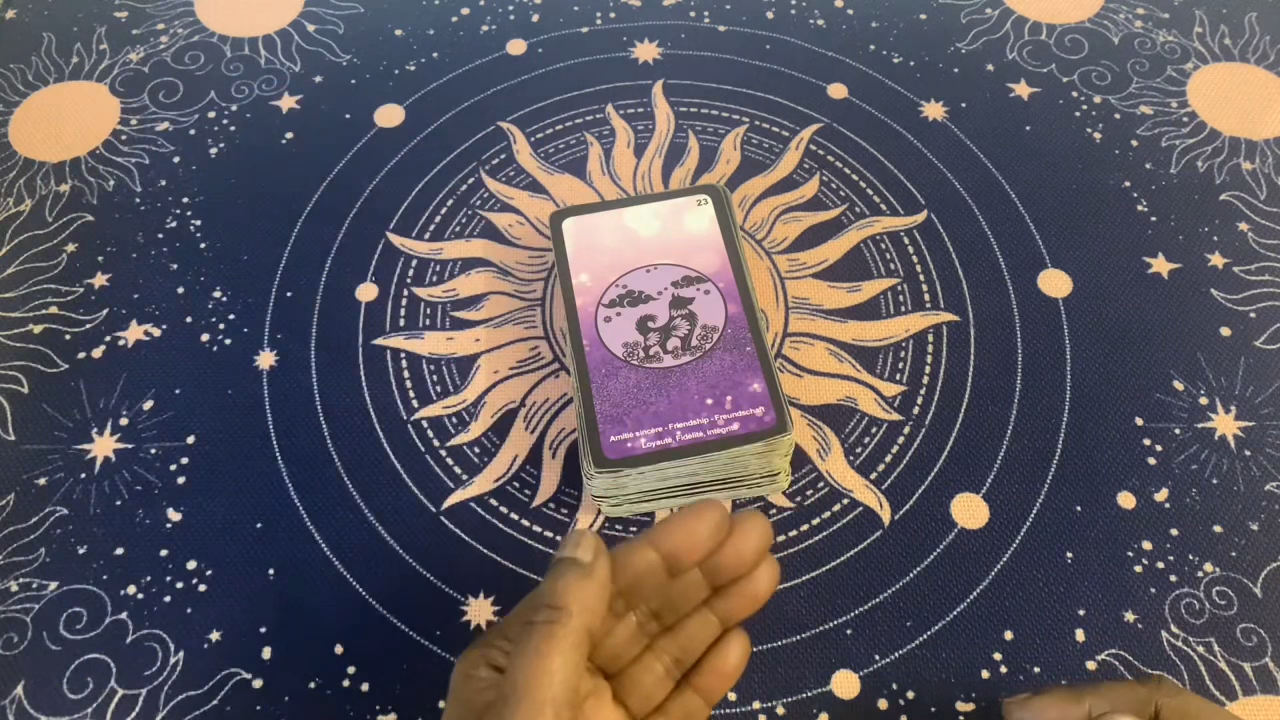 23
Amitié sincère - Friendship - Freundschaft
Loyauté, Fidélité, Intégrité